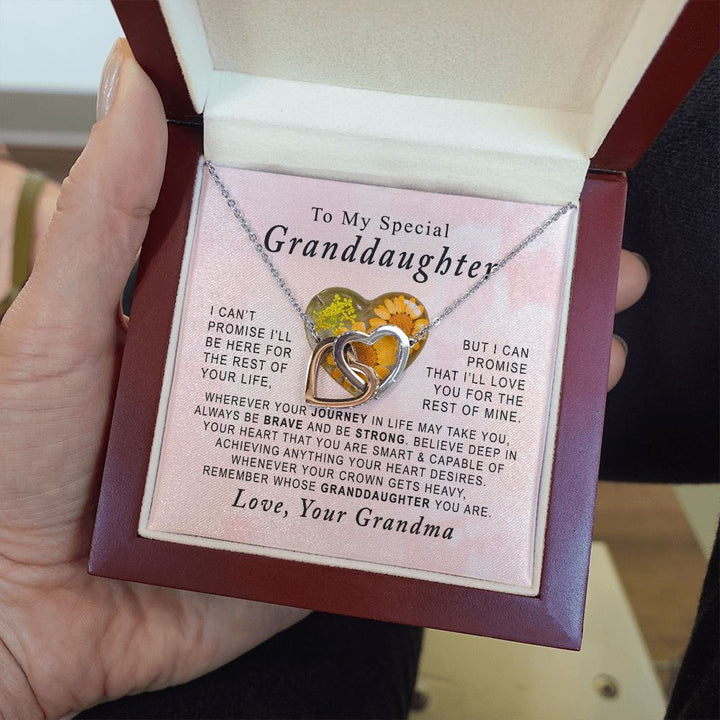 To My Special
Granddaughter
I CAN'T
PROMISE I'LL
BE HERE FOR
THE REST OF
YOUR LIFE,
BUT I CAN
PROMISE
THAT I'LL LOVE
YOU FOR THE
REST OF MINE.
WHEREVER YOUR JOURNEY IN LIFE MAY TAKE YOU,
ALWAYS BE BRAVE AND BE STRONG. BELIEVE DEEP IN
YOUR HEART THAT YOU ARE SMART & CAPABLE OF
ACHIEVING ANYTHING YOUR HEART DESIRES.
WHENEVER YOUR CROWN GETS HEAVY,
REMEMBER WHOSE GRANDDAUGHTER YOU ARE.
Love, Your Grandma